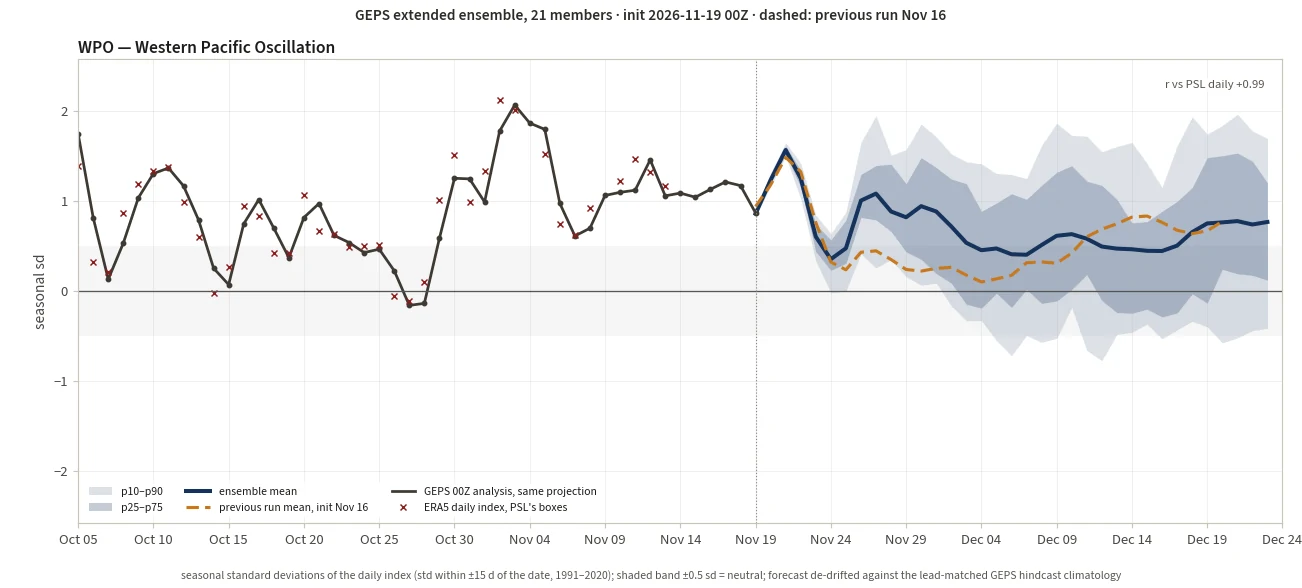 GEPS extended ensemble, 21 members · init 2026-11-19 00Z · dashed: previous run Nov 16
WPO — Western Pacific Oscillation
r vs PSL daily +0.99
seasonal sd
2
1
0
−1
−2
p10–p90
p25–p75
ensemble mean
previous run mean, init Nov 16
GEPS 00Z analysis, same projection
ERA5 daily index, PSL's boxes
Oct 05 Oct 10 Oct 15 Oct 20 Oct 25 Oct 30 Nov 04 Nov 09 Nov 14 Nov 19 Nov 24 Nov 29 Dec 04 Dec 09 Dec 14 Dec 19 Dec 24
seasonal standard deviations of the daily index (std within ±15 d of the date, 1991–2020); shaded band ±0.5 sd = neutral; forecast de-drifted against the lead-matched GEPS hindcast climatology